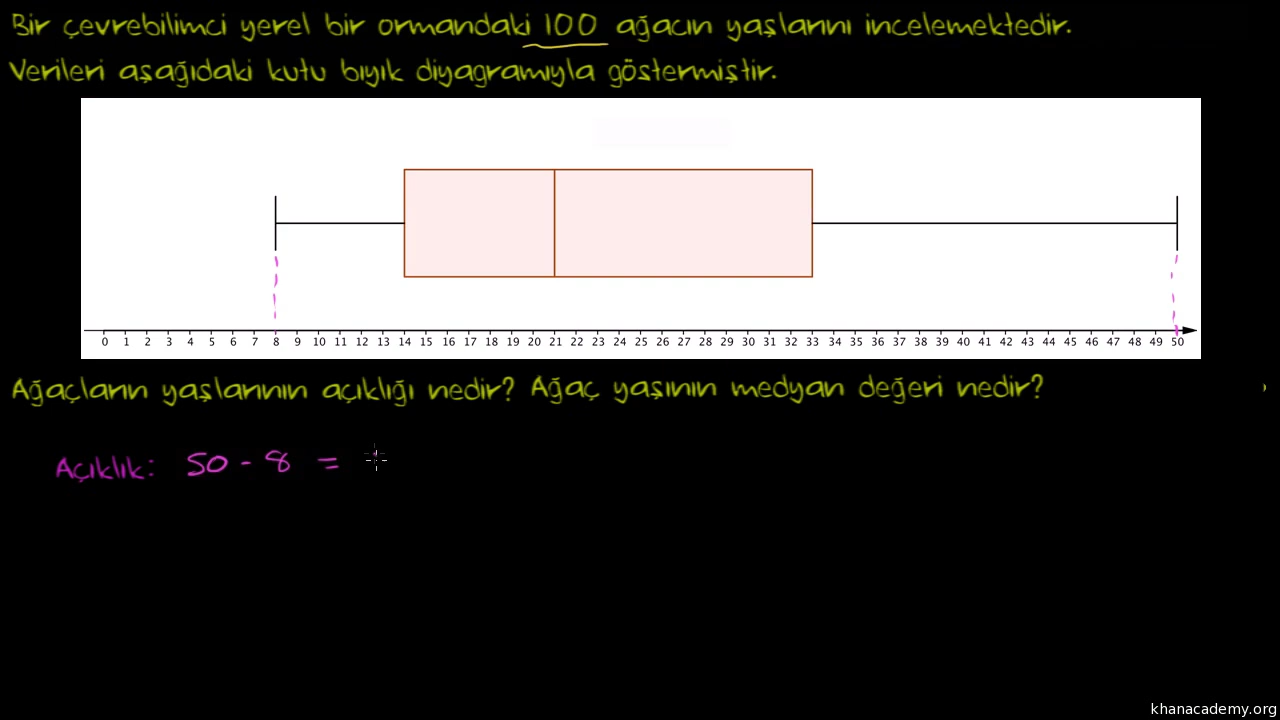 Bir çevrebilimci yerel bir ormandaki 100 ağacın yaşlarını incelemektedir.
Verileri aşağıdaki kutu bıyık diyagramıyla göstermiştir.
0 1 2 3 4 5 6 7 8 9 10 11 12 13 14 15 16 17 18 19 20 21 22 23 24 25 26 27 28 29 30 31 32 33 34 35 36 37 38 39 40 41 42 43 44 45 46 47 48 49 50
Ağaçların yaşlarının açıklığı nedir? Ağaç yaşının medyan değeri nedir?
Açıklık: 50 - 8 =
khanacademy.org